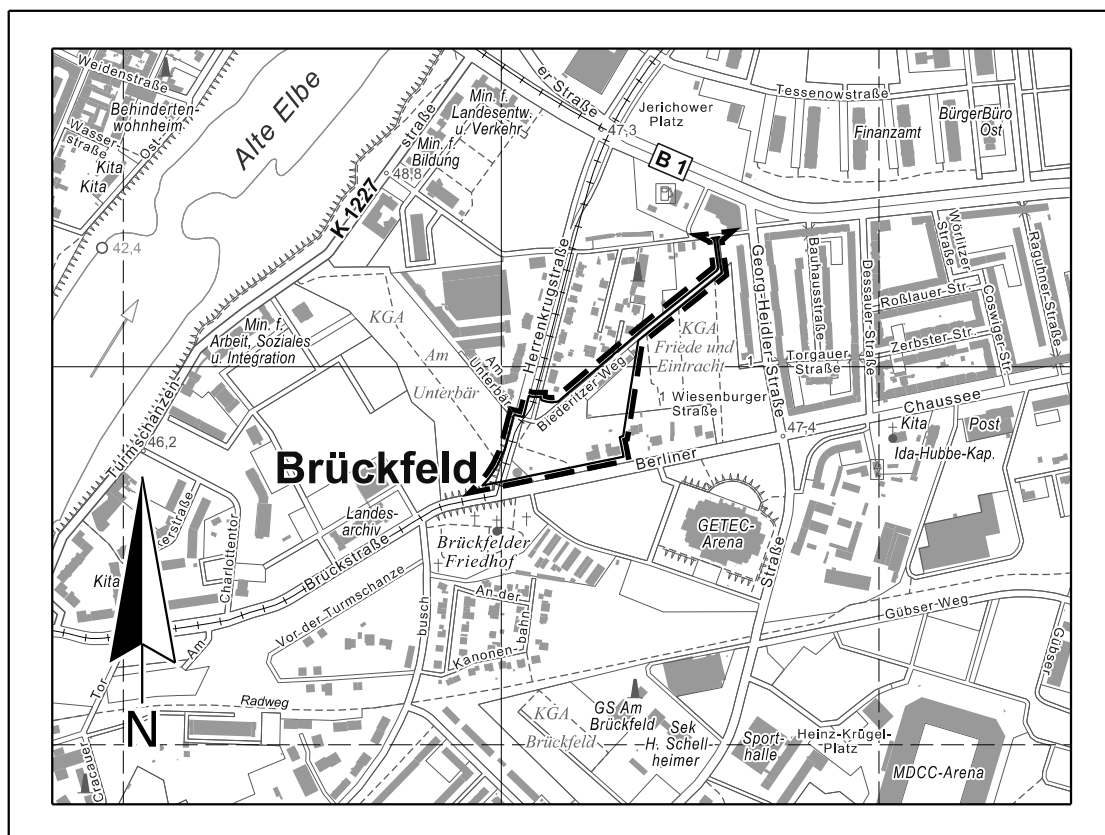 Weidenstraße
Behinderten-
wohnheim
Wasser-
straße
Ost-
Kita
Kita
Alte Elbe
42,4
K-1227
straße
48,8
Min. f.
Landesentw.
u. Verkehr
Min. f.
Bildung
er Straße
Jerichower
Platz
47,3
B 1
Tessenowstraße
Finanzamt
BürgerBüro
Ost
Wörlitzer
Straße
Raguhner-Straße
Roßlauer-Str.
Coswiger-Str.
Zerbster-Str.
Georg-Heidler-Straße
Bauhausstraße
Dessauer-Straße
Torgauer
Straße
1
KGA
Am
Unterbär
Am
Unterbär
Herrenkrugstraße
Biederitzer Weg
KGA
Friede und
Eintracht
1 Wiesenburger
Straße
Min. f.
Arbeit, Soziales
u. Integration
Turmschanzen
46,2
Brückfeld
Berliner
Chaussee
47,4
Kita
Ida-Hubbe-Kap.
Post
Landes-
archiv
Brückstraße
Brückfelder
Friedhof
GETEC-
Arena
Straße
erstraße
Charlottentor
Kita
Am
Vor der Turmschanze
busch
An der
Kanonen-
bahn
Gübser Weg
Gübser
Tor
Cracauer
N
Radweg
KGA
Brückfeld
GS Am
Brückfeld
Sek
H. Schell-
heimer
Sport-
halle
Heinz-Krügel-
Platz
MDCC-Arena